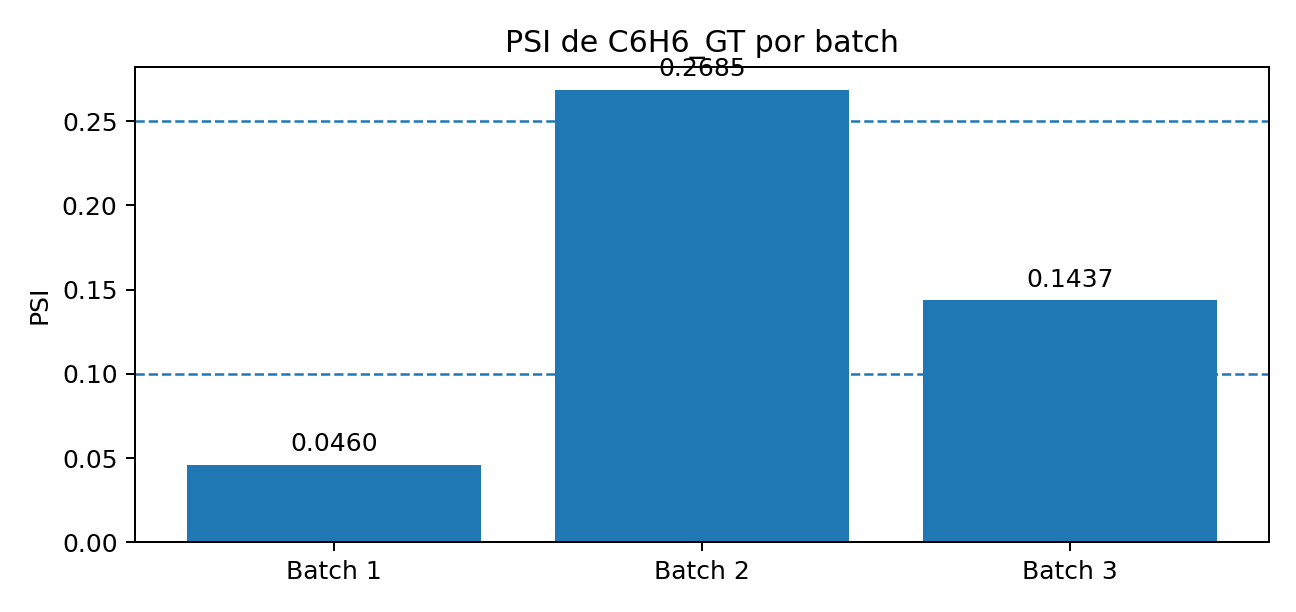 PSI de C6H6_GT por batch
0.2685
0.25
0.20
0.15
0.1437
PSI
0.10
0.05
0.0460
0.00
Batch 1
Batch 2
Batch 3